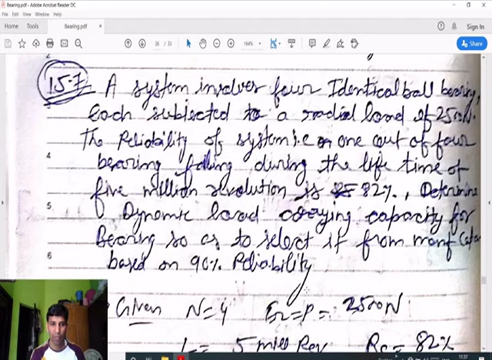 Bearing.pdf - Adobe Acrobat Reader DC
File Edit View Window Help
Home Tools Bearing.pdf
15.7 A system involves four Identical ball bearing,
Each subjected to a radial load of 2500N.
The Reliability of system i.e. one out of four
bearing failing during the life time of
five million revolution is 82%, Determine
Dynamic load carrying capacity for
Bearing so as to select it from manf
based on 90% Reliability
Given N=4 Fr=P= 2500N
5 mill Rev Rs= 82%